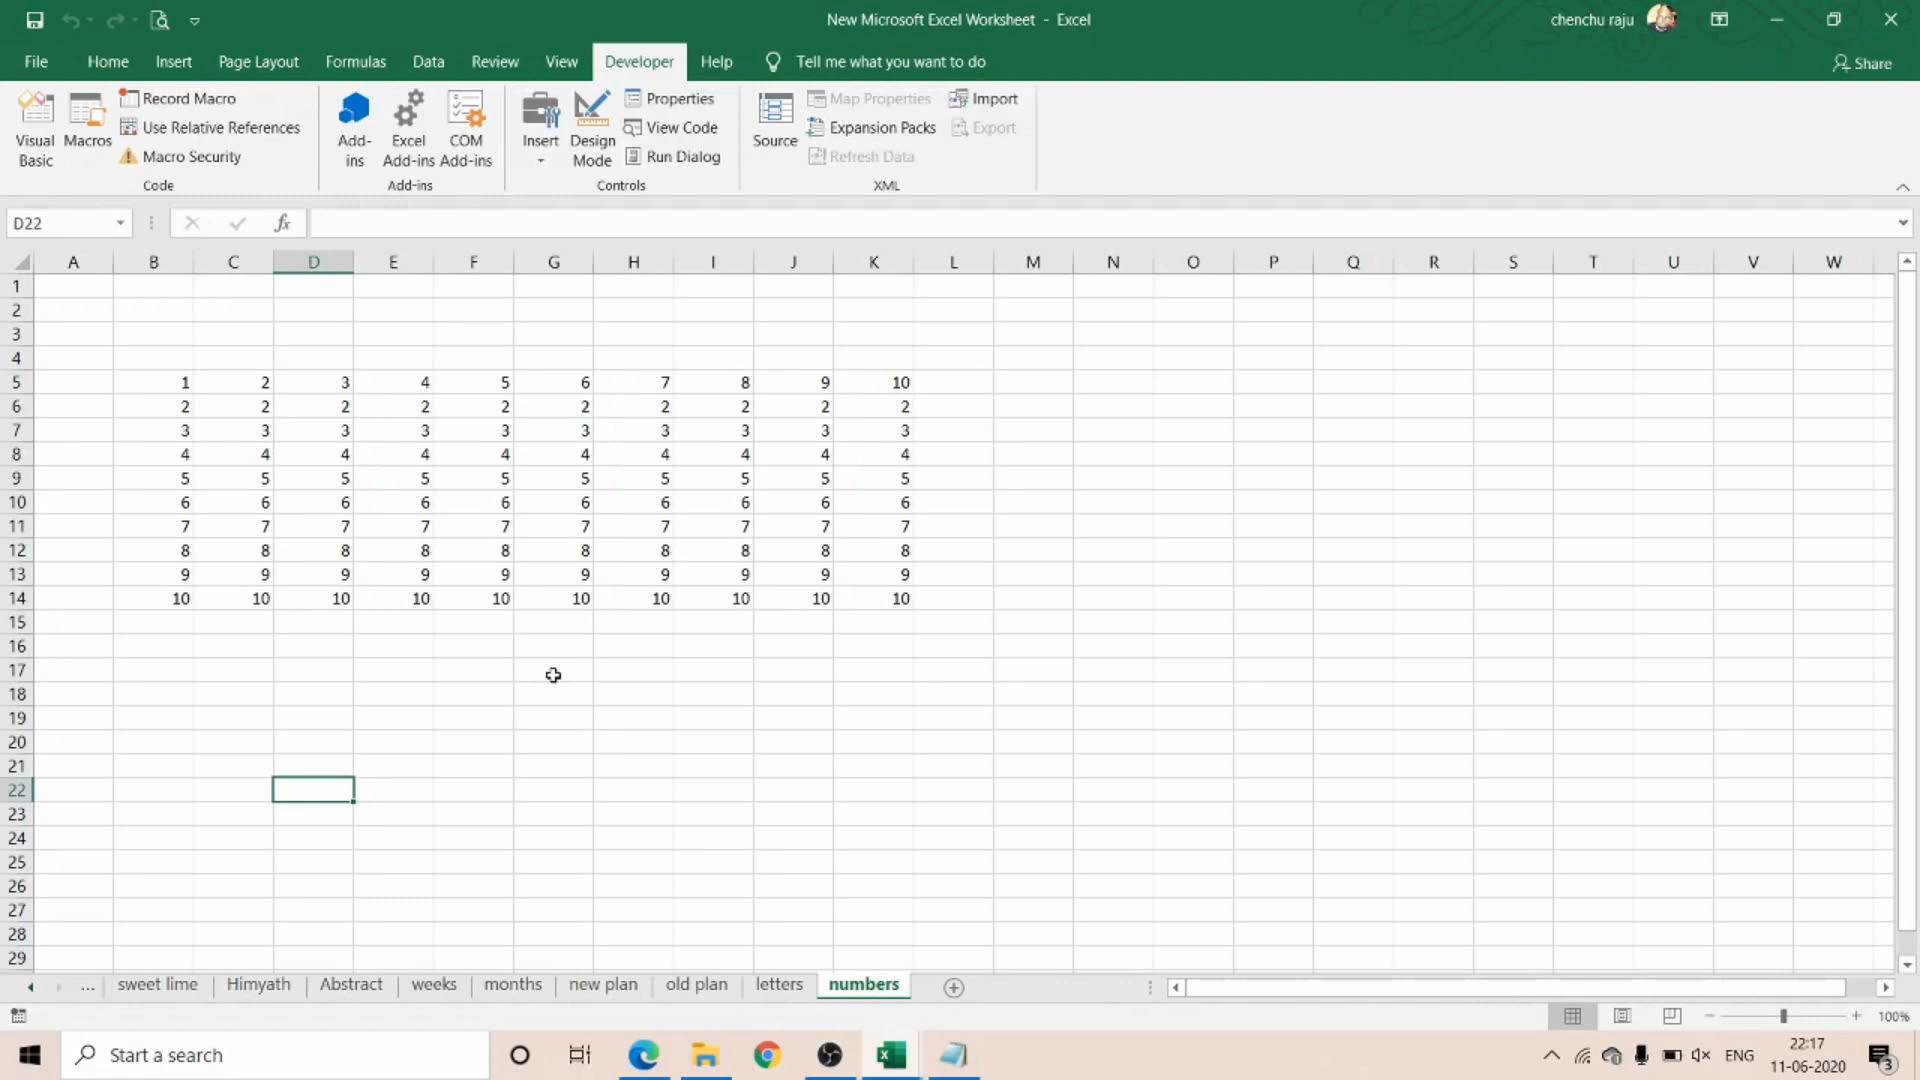 New Microsoft Excel Worksheet - Excel
chenchu raju
File Home Insert Page Layout Formulas Data Review View Developer Help Tell me what you want to do Share
Visual Basic
Macros
Record Macro
Use Relative References
Macro Security
Code
Add-ins
Excel Add-ins
COM Add-ins
Add-ins
Insert
Design Mode
Properties
View Code
Run Dialog
Controls
Source
Map Properties
Expansion Packs
Refresh Data
Import
Export
XML
D22
fx
A B C D E F G H I J K L M N O P Q R S T U V W
1
2
3
4
5 1 2 3 4 5 6 7 8 9 10
6 2 2 2 2 2 2 2 2 2 2
7 3 3 3 3 3 3 3 3 3 3
8 4 4 4 4 4 4 4 4 4 4
9 5 5 5 5 5 5 5 5 5 5
10 6 6 6 6 6 6 6 6 6 6
11 7 7 7 7 7 7 7 7 7 7
12 8 8 8 8 8 8 8 8 8 8
13 9 9 9 9 9 9 9 9 9 9
14 10 10 10 10 10 10 10 10 10 10
15
16
17
18
19
20
21
22
23
24
25
26
27
28
29
... sweet lime Himyath Abstract weeks months new plan old plan letters numbers
100%
Start a search
ENG
22:17
11-06-2020
3